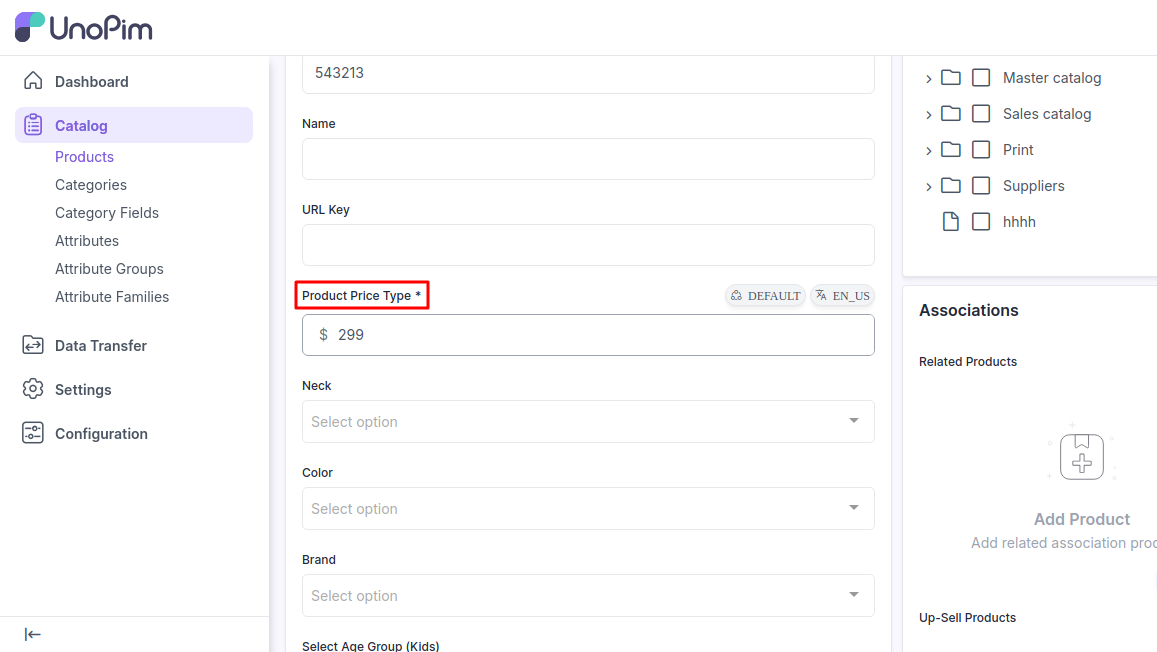 UnoPim
Dashboard
Catalog
Products
Categories
Category Fields
Attributes
Attribute Groups
Attribute Families
Data Transfer
Settings
Configuration
543213
Name
URL Key
Product Price Type *
DEFAULT
EN_US
$ 299
Neck
Select option
Color
Select option
Brand
Select option
Select Age Group (Kids)
Master catalog
Sales catalog
Print
Suppliers
hhhh
Associations
Related Products
Add Product
Add related association proc
Up-Sell Products